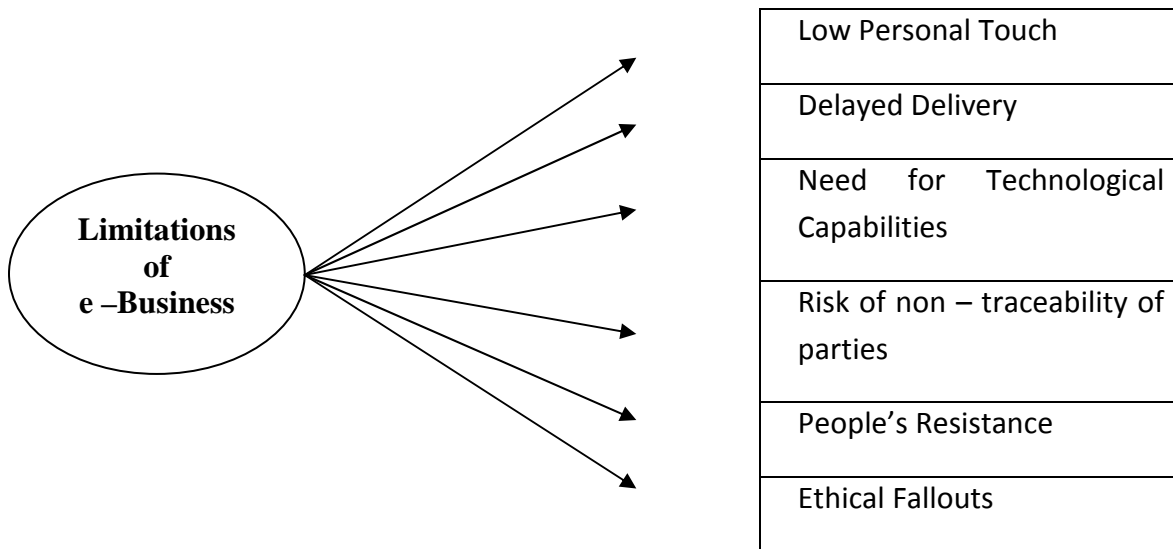 Limitations
of
e –Business
Low Personal Touch
Delayed Delivery
Need for Technological
Capabilities
Risk of non – traceability of
parties
People’s Resistance
Ethical Fallouts